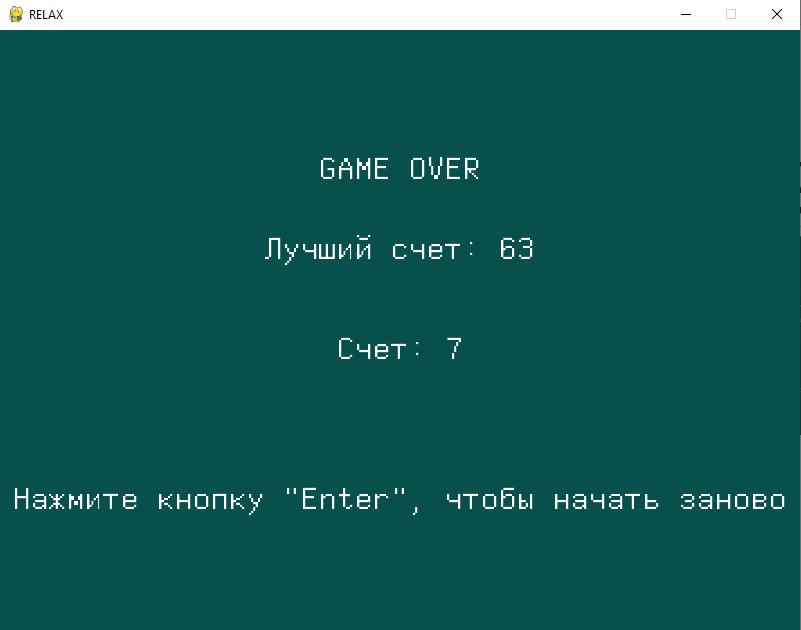 RELAX
GAME OVER
Лучший счет: 63
Счет: 7
Нажмите кнопку "Enter", чтобы начать заново